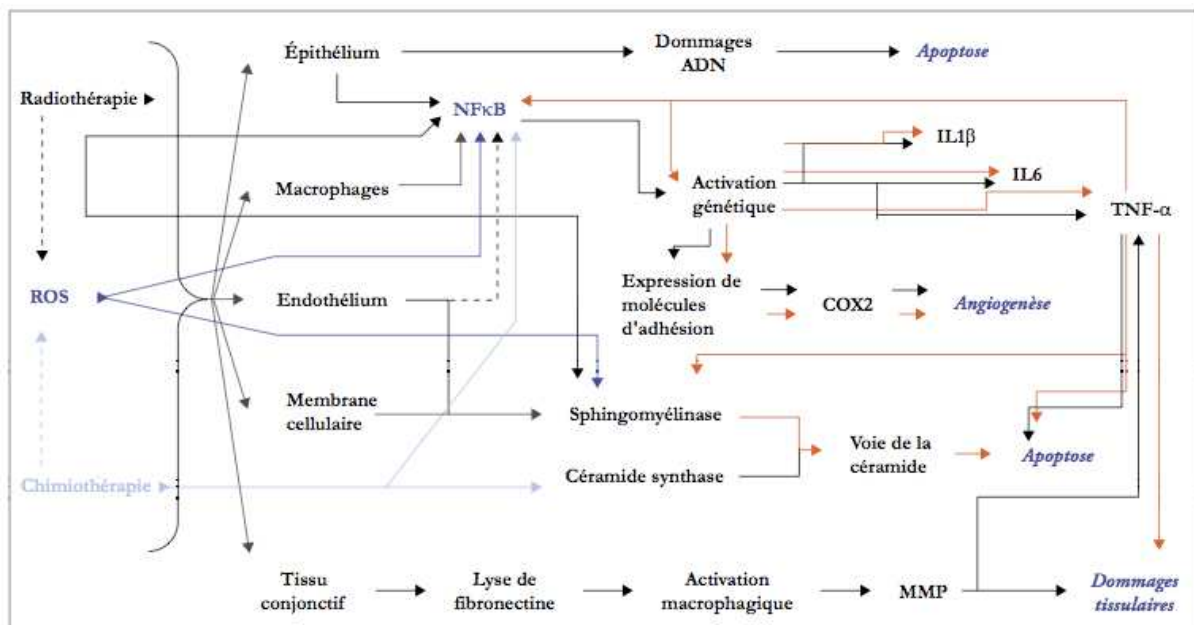 Épithélium
Dommages
ADN
Apoptose
Radiothérapie
NFκB
IL1β
Macrophages
Activation
génétique
IL6
TNF-α
ROS
Endothélium
Expression de
molécules
d'adhésion
COX2
Angiogenèse
Membrane
cellulaire
Sphingomyélinase
Voie de la
céramide
Apoptose
Chimiothérapie
Céramide synthase
Tissu
conjonctif
Lyse de
fibronectine
Activation
macrophagique
MMP
Dommages
tissulaires